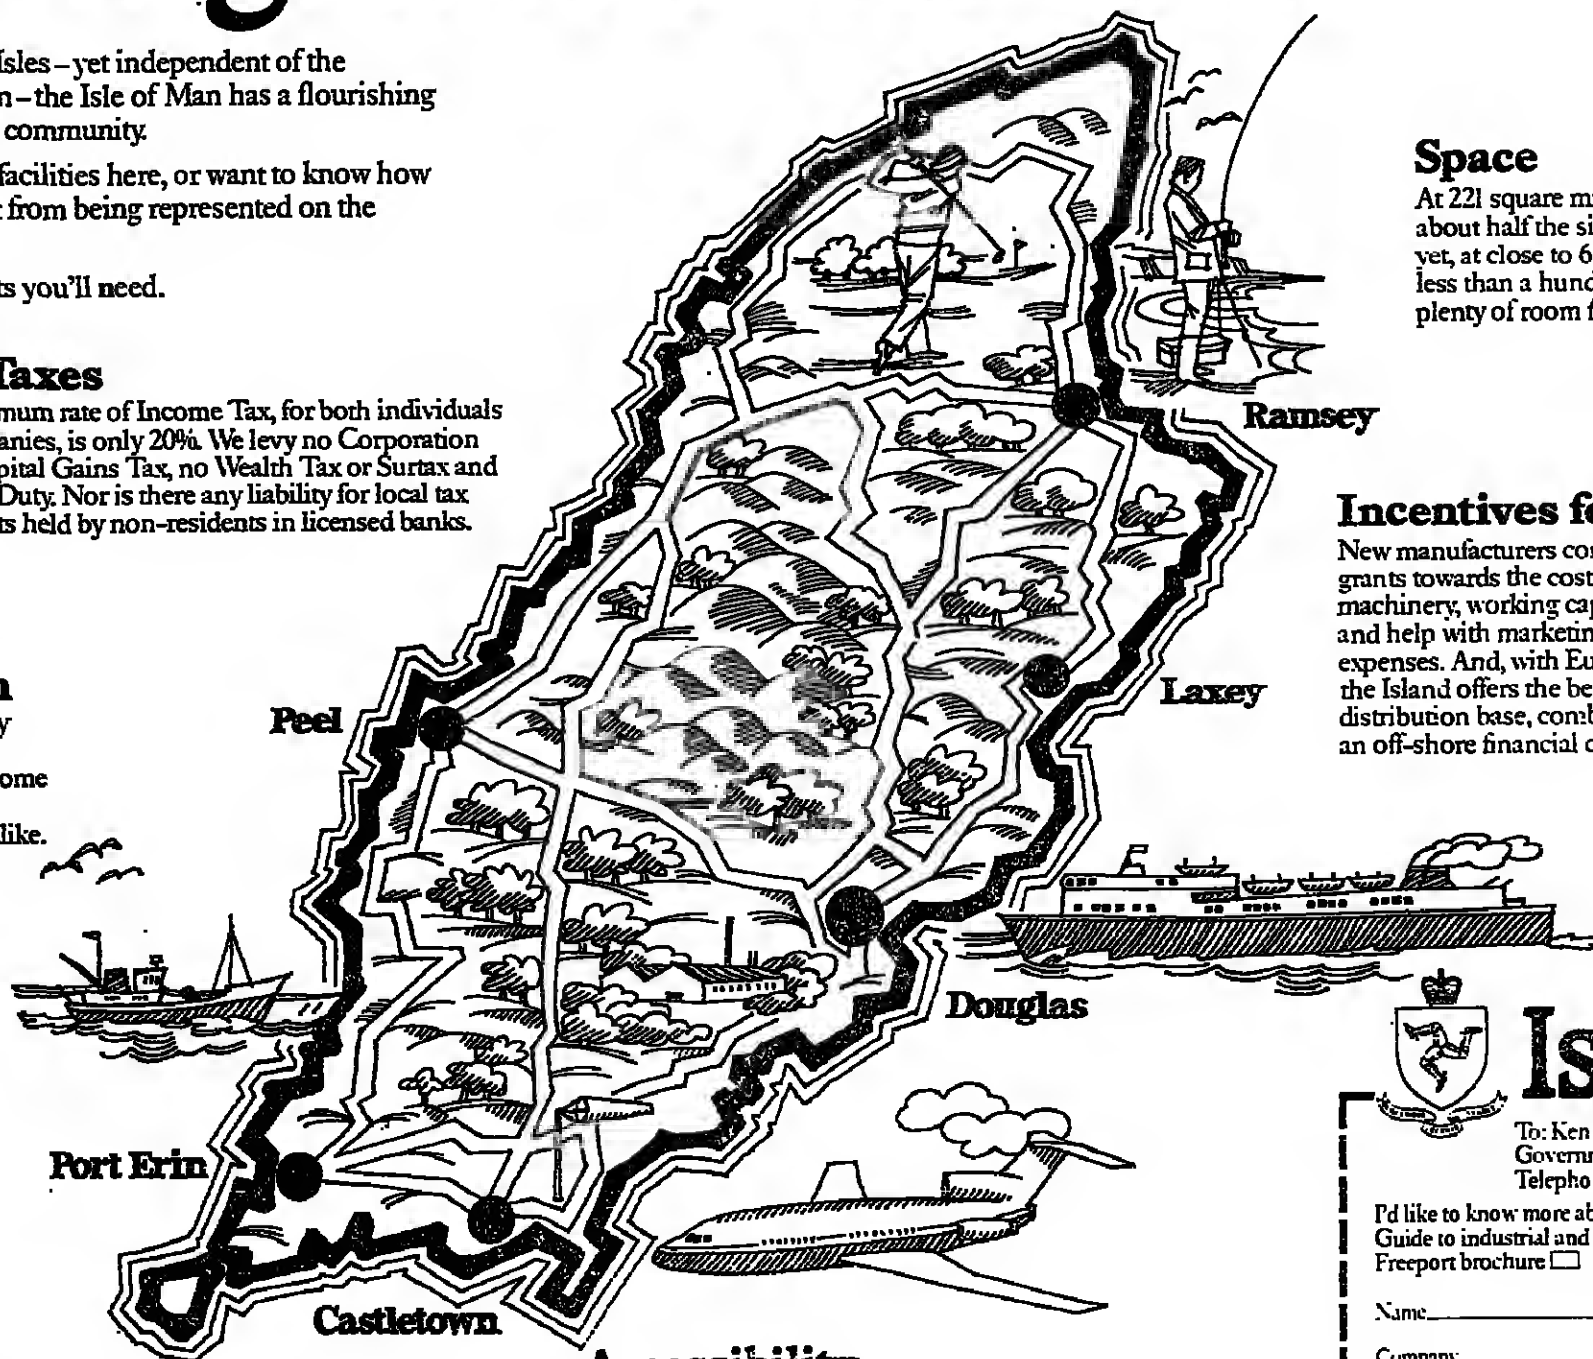 Isles – yet independent of the
n – the Isle of Man has a flourishing
community.
facilities here, or want to know how
from being represented on the
ts you'll need.
Taxes
mum rate of Income Tax, for both individuals
anies, is only 20%. We levy no Corporation
pital Gains Tax, no Wealth Tax or Surtax and
Duty. Nor is there any liability for local tax
ts held by non-residents in licensed banks.
n
y
ome
like.
Space
At 221 square m
about half the si
yet, at close to 6
less than a hund
plenty of room f
Ramsey
Incentives fo
New manufacturers co
grants towards the cost
machinery, working cap
and help with marketin
expenses. And, with Eu
the Island offers the be
distribution base, comb
an off-shore financial c
Laxey
Peel
Douglas
Port Erin
Castletown
Is
To: Ken
Governm
Telepho
I'd like to know more ab
Guide to industrial and
Freeport brochure
Name
Company
Accessibility